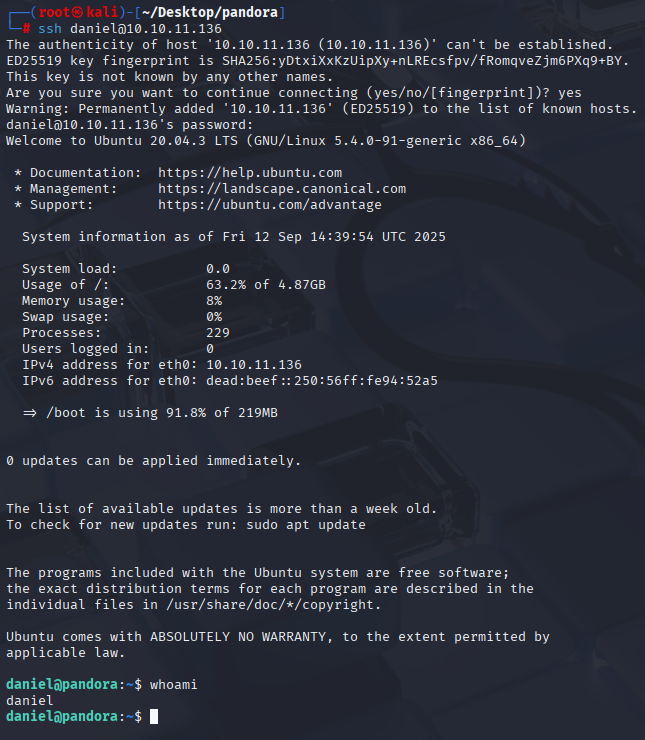 ┌──(root㉿kali)-[~/Desktop/pandora]
└─# ssh daniel@10.10.11.136
The authenticity of host '10.10.11.136 (10.10.11.136)' can't be established.
ED25519 key fingerprint is SHA256:yDtxiXxKzUipXy+nLREcsfpv/fRomqveZjm6PXq9+BY.
This key is not known by any other names.
Are you sure you want to continue connecting (yes/no/[fingerprint])? yes
Warning: Permanently added '10.10.11.136' (ED25519) to the list of known hosts.
daniel@10.10.11.136's password:
Welcome to Ubuntu 20.04.3 LTS (GNU/Linux 5.4.0-91-generic x86_64)
* Documentation: https://help.ubuntu.com
* Management: https://landscape.canonical.com
* Support: https://ubuntu.com/advantage
System information as of Fri 12 Sep 14:39:54 UTC 2025
System load: 0.0
Usage of /: 63.2% of 4.87GB
Memory usage: 8%
Swap usage: 0%
Processes: 229
Users logged in: 0
IPv4 address for eth0: 10.10.11.136
IPv6 address for eth0: dead:beef::250:56ff:fe94:52a5
=> /boot is using 91.8% of 219MB
0 updates can be applied immediately.
The list of available updates is more than a week old.
To check for new updates run: sudo apt update
The programs included with the Ubuntu system are free software;
the exact distribution terms for each program are described in the
individual files in /usr/share/doc/*/copyright.
Ubuntu comes with ABSOLUTELY NO WARRANTY, to the extent permitted by
applicable law.
daniel@pandora:~$ whoami
daniel
daniel@pandora:~$